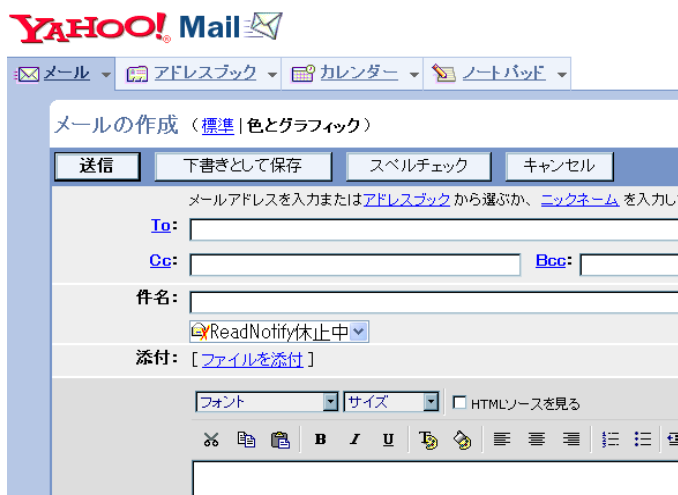 YAHOO! Mail
メール アドレスブック カレンダー ノートパッド
メールの作成 (標準 | 色とグラフィック)
送信 下書きとして保存 スペルチェック キャンセル
メールアドレスを入力またはアドレスブックから選ぶか、ニックネーム を入力し
To:
Cc: Bcc:
件名:
ReadNotify休止中
添付: [ファイルを添付]
フォント サイズ HTMLソースを見る
B I U